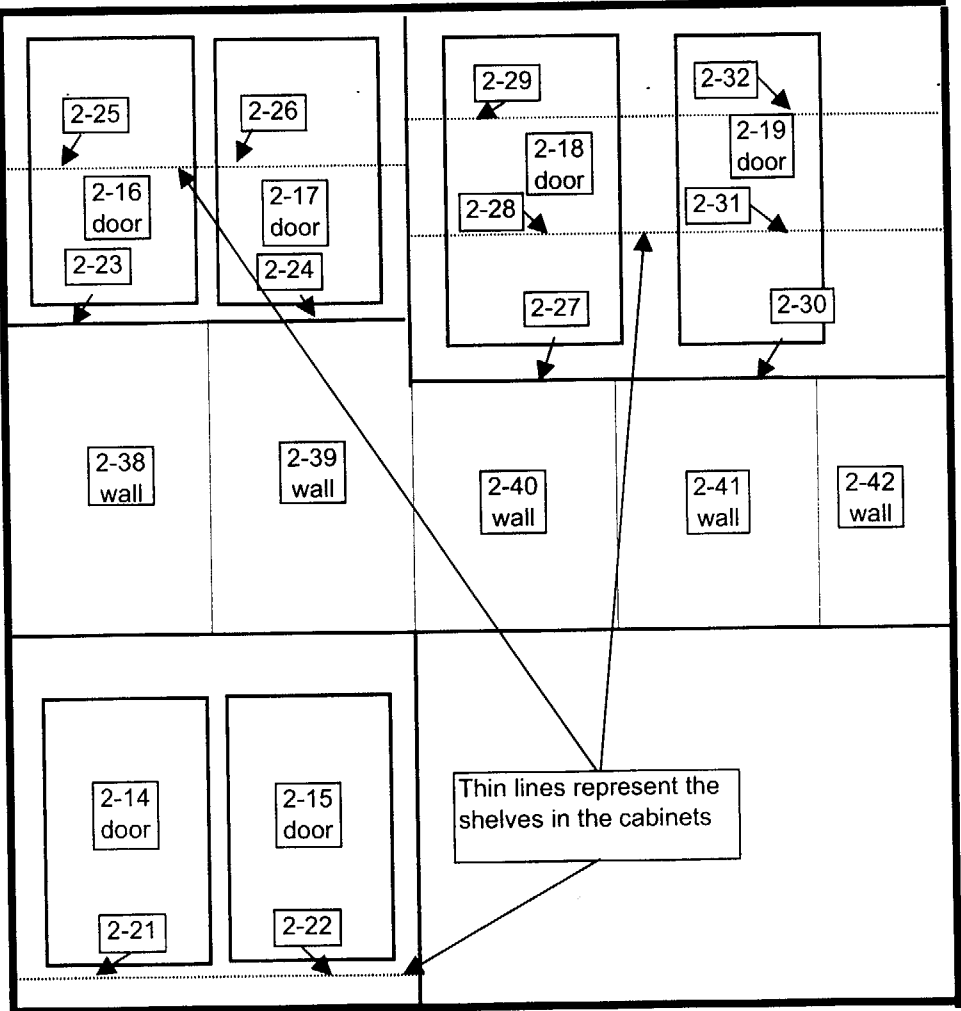 2-25
2-26
2-29
2-32
2-16
door
2-17
door
2-18
door
2-19
door
2-28
2-31
2-23
2-24
2-27
2-30
2-38
wall
2-39
wall
2-40
wall
2-41
wall
2-42
wall
2-14
door
2-15
door
Thin lines represent the
shelves in the cabinets
2-21
2-22